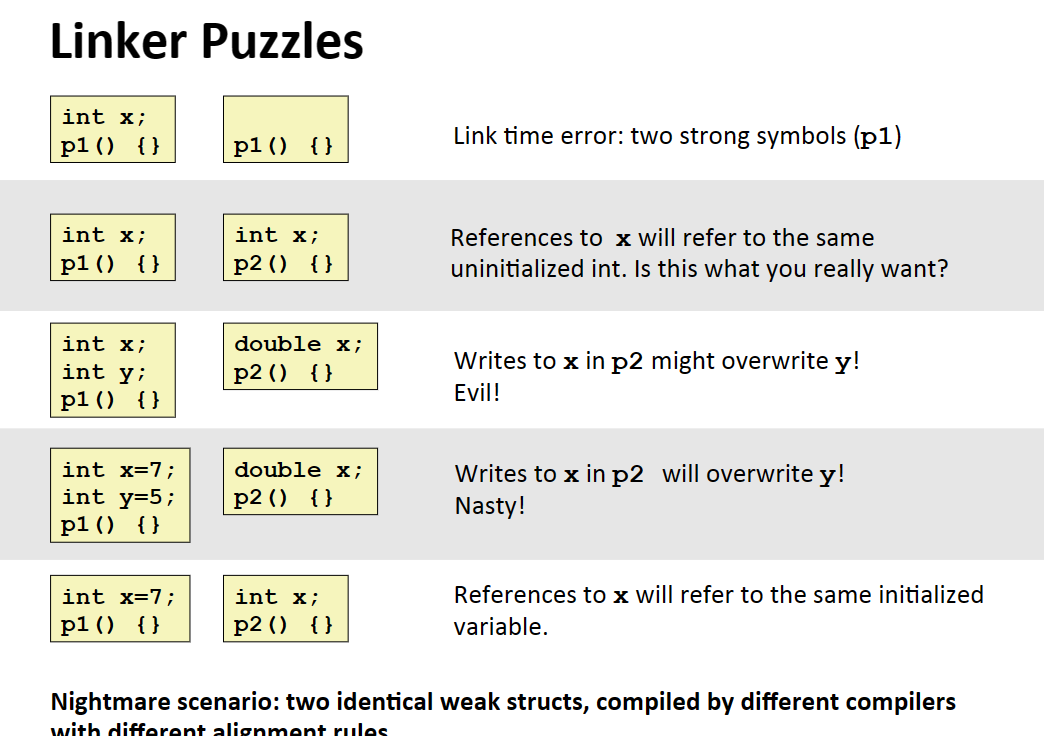 Linker Puzzles
int x;
p1() {}
p1() {}
Link time error: two strong symbols (p1)
int x;
p1() {}
int x;
p2() {}
References to x will refer to the same
uninitialized int. Is this what you really want?
int x;
int y;
p1() {}
double x;
p2() {}
Writes to x in p2 might overwrite y!
Evil!
int x=7;
int y=5;
p1() {}
double x;
p2() {}
Writes to x in p2 will overwrite y!
Nasty!
int x=7;
p1() {}
int x;
p2() {}
References to x will refer to the same initialized
variable.
Nightmare scenario: two identical weak structs, compiled by different compilers
with different alignment rules